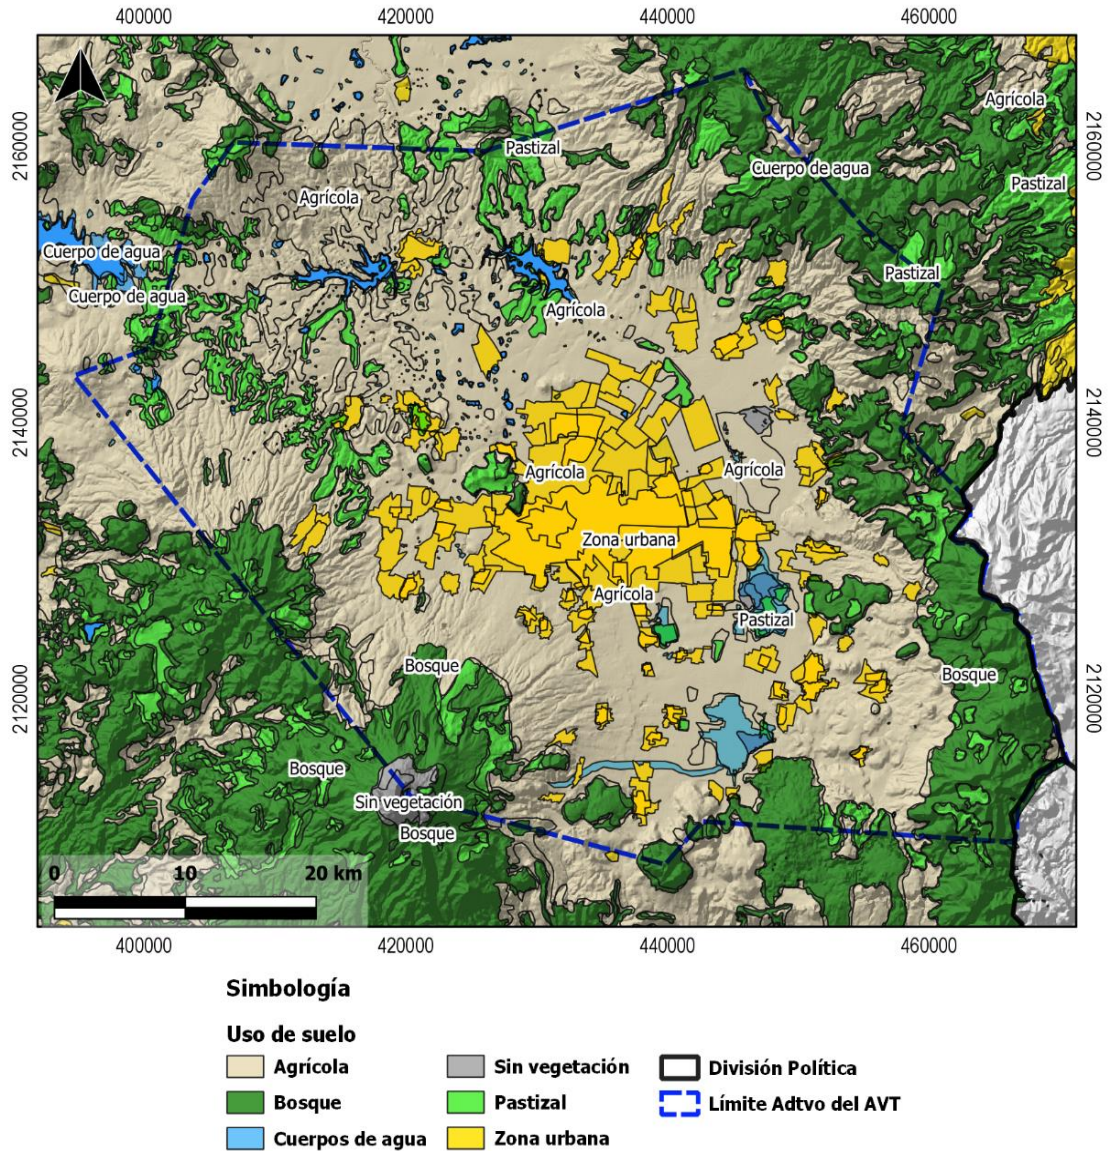 400000 420000 440000 460000
Agrícola
2160000 2160000
Pastizal
Cuerpo de agua
Pastizal
Agrícola
Cuerpo de agua
Pastizal
Cuerpo de agua
Agrícola
2140000 2140000
Agrícola Agrícola
Zona urbana
Agrícola
Pastizal
Bosque
Bosque
2120000 2120000
Bosque
Sin vegetación
Bosque
0 10 20 km
400000 420000 440000 460000
Simbología
Uso de suelo
Agrícola Sin vegetación División Política
Bosque Pastizal Límite Adtvo del AVT
Cuerpos de agua Zona urbana